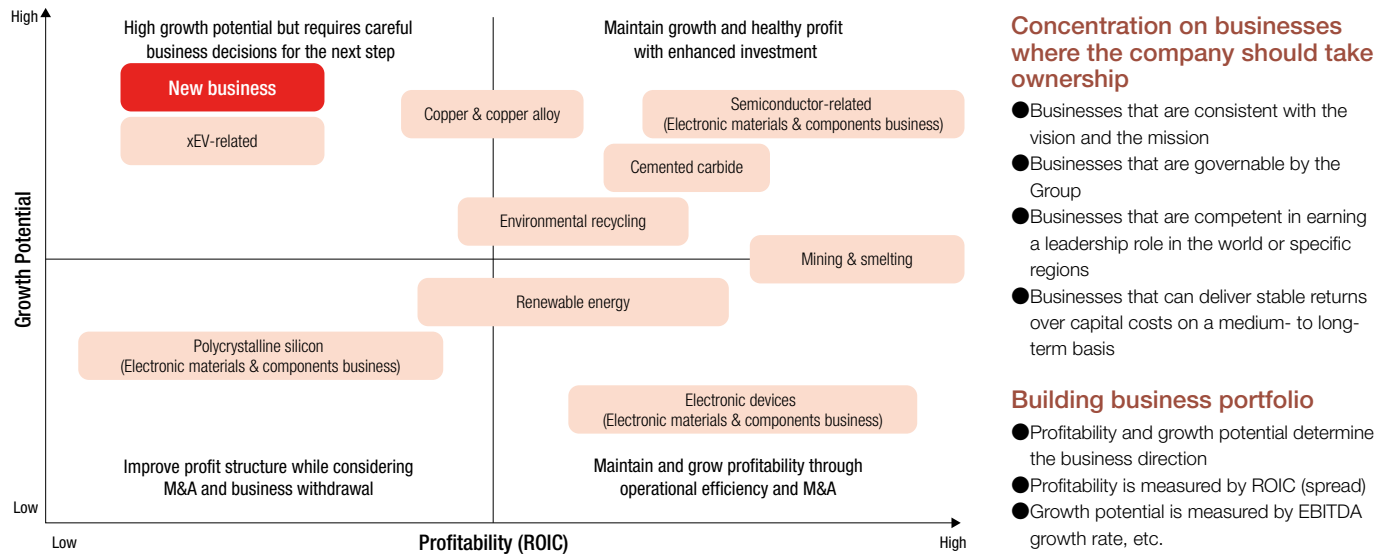 High
High growth potential but requires careful
business decisions for the next step
Maintain growth and healthy profit
with enhanced investment
New business
xEV-related
Copper & copper alloy
Semiconductor-related
(Electronic materials & components business)
Cemented carbide
Environmental recycling
Mining & smelting
Renewable energy
Polycrystalline silicon
(Electronic materials & components business)
Electronic devices
(Electronic materials & components business)
Improve profit structure while considering
M&A and business withdrawal
Maintain and grow profitability through
operational efficiency and M&A
Growth Potential
Low
Low
Profitability (ROIC)
High
Concentration on businesses
where the company should take
ownership
●Businesses that are consistent with the
vision and the mission
●Businesses that are governable by the
Group
●Businesses that are competent in earning
a leadership role in the world or specific
regions
●Businesses that can deliver stable returns
over capital costs on a medium- to long-
term basis
Building business portfolio
●Profitability and growth potential determine
the business direction
●Profitability is measured by ROIC (spread)
●Growth potential is measured by EBITDA
growth rate, etc.